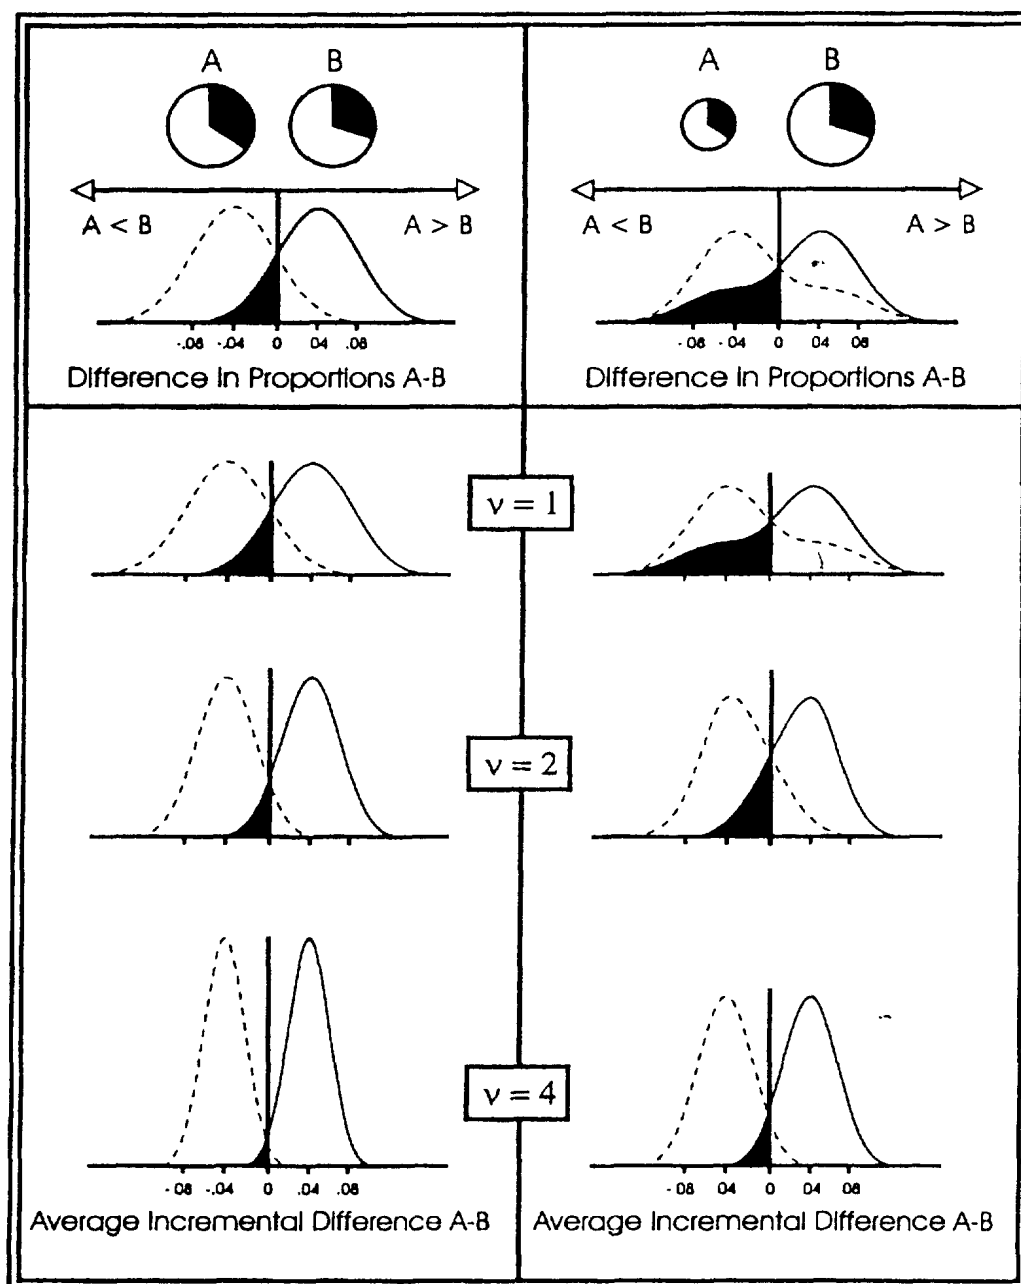 A B
A < B A > B
-.08 -.04 0 .04 .08
Difference in Proportions A-B
A B
A < B A > B
-.08 -.04 0 .04 .08
Difference in Proportions A-B
ν = 1
ν = 2
ν = 4
-.08 -.04 0 .04 .08
Average Incremental Difference A-B
-.08 .04 0 .04 .08
Average Incremental Difference A-B